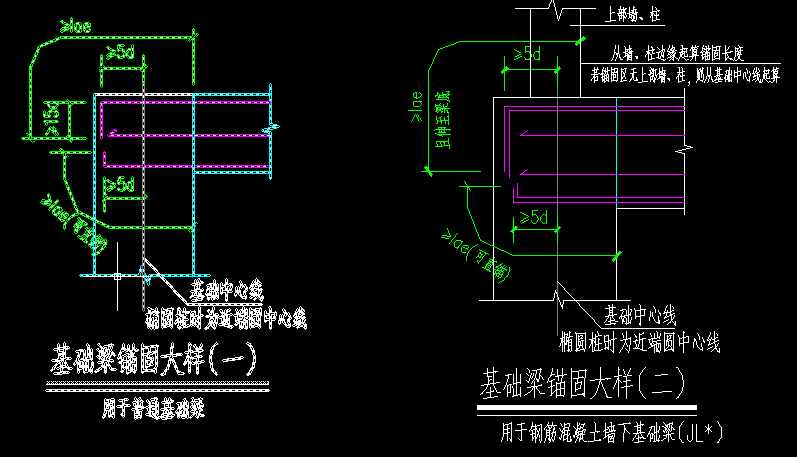 ≥lae
≥5d
≥15d
≥5d
≥lae(可直锚)
基础中心线
椭圆桩时为近端圆中心线
基础梁锚固大样(一)
用于普通基础梁
上部墙、柱
从墙、柱边缘起算锚固长度
若锚固区无上部墙、柱,则从基础中心线起算
≥5d
≥lae
且伸至梁底
≥5d
≥lae(可直锚)
基础中心线
椭圆桩时为近端圆中心线
基础梁锚固大样(二)
用于钢筋混凝土墙下基础梁(JL*)